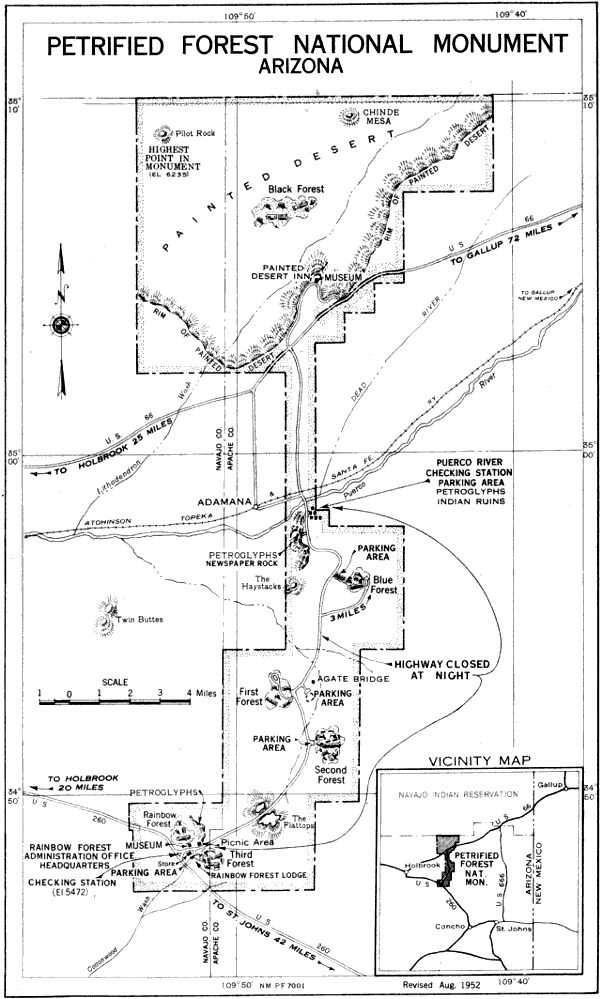 109°50'
109°40'
PETRIFIED FOREST NATIONAL MONUMENT
ARIZONA
35°
10'
35°
10'
CHINDE
MESA
Pilot Rock
HIGHEST
POINT IN
MONUMENT
(EL 6235)
PAINTED DESERT
RIM OF PAINTED DESERT
Black Forest
U S 66
TO GALLUP 72 MILES
PAINTED
DESERT INN
MUSEUM
TO GALLUP
NEW MEXICO
N
RIM OF PAINTED DESERT
DEAD RIVER
Lithodendron Wash
U. S. 66
TO HOLBROOK 25 MILES
NAVAJO CO.
APACHE CO.
35°
00'
35°
00'
ATCHINSON TOPEKA & SANTA FE RY
Puerco River
PUERCO RIVER
CHECKING STATION
PARKING AREA
PETROGLYPHS
INDIAN RUINS
ADAMANA
PETROGLYPHS
NEWSPAPER ROCK
PARKING
AREA
The
Haystacks
Blue
Forest
3 MILES
Twin Buttes
HIGHWAY CLOSED
AT NIGHT
AGATE BRIDGE
SCALE
1 0 1 2 3 4 Miles
First
Forest
PARKING
AREA
PARKING
AREA
Second
Forest
TO HOLBROOK
20 MILES
U S 260
PETROGLYPHS
Rainbow
Forest
The
Flattops
MUSEUM
Picnic Area
RAINBOW FOREST
ADMINISTRATION OFFICE
HEADQUARTERS
Store
Third
Forest
PARKING AREA
RAINBOW FOREST LODGE
CHECKING STATION
(El.5472)
Cottonwood Wash
NAVAJO CO.
APACHE CO.
U S 260
TO ST JOHNS 42 MILES
34°
50'
34°
50'
VICINITY MAP
NAVAJO INDIAN RESERVATION
Gallup
U S 66
Holbrook
PETRIFIED
FOREST
NAT.
MON.
ARIZONA
NEW MEXICO
U S 260
U S 666
Concho
St. Johns
109°50'
NM PF 7001
Revised Aug. 1952
109°40'